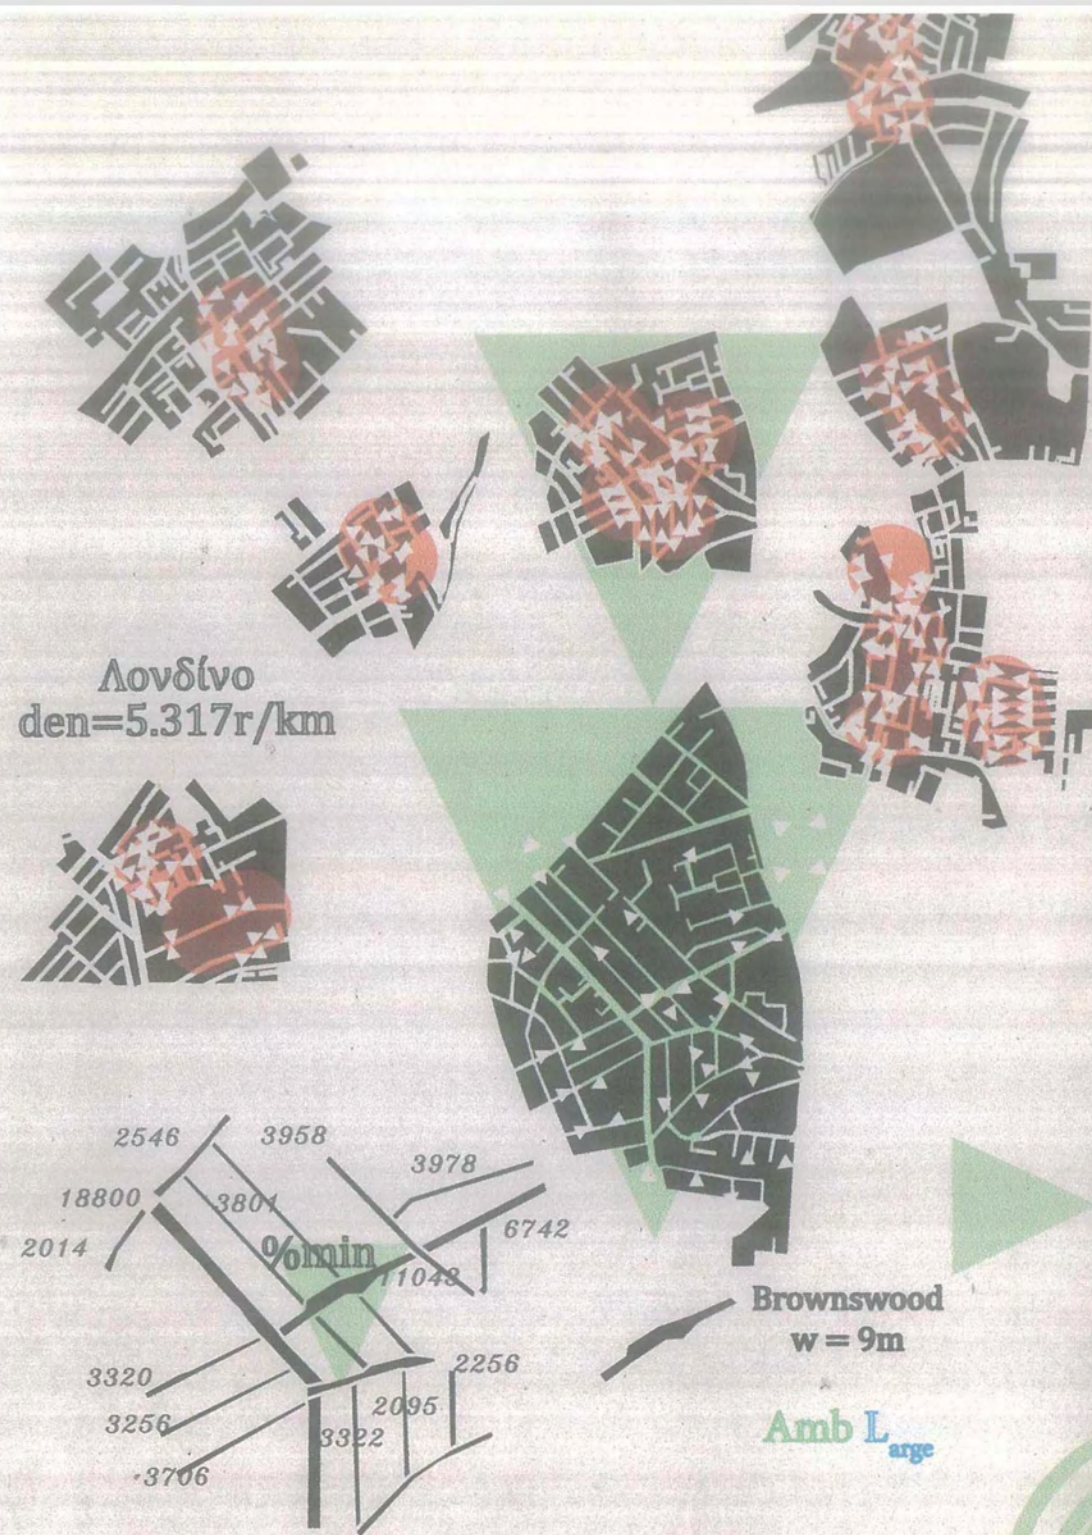 Λονδίνο
den=5.317r/km
2546
3958
3978
18800
3801
6742
2014
%min
11043
Brownswood
w = 9m
3320
2256
3256
2095
3322
3706
Amb Large